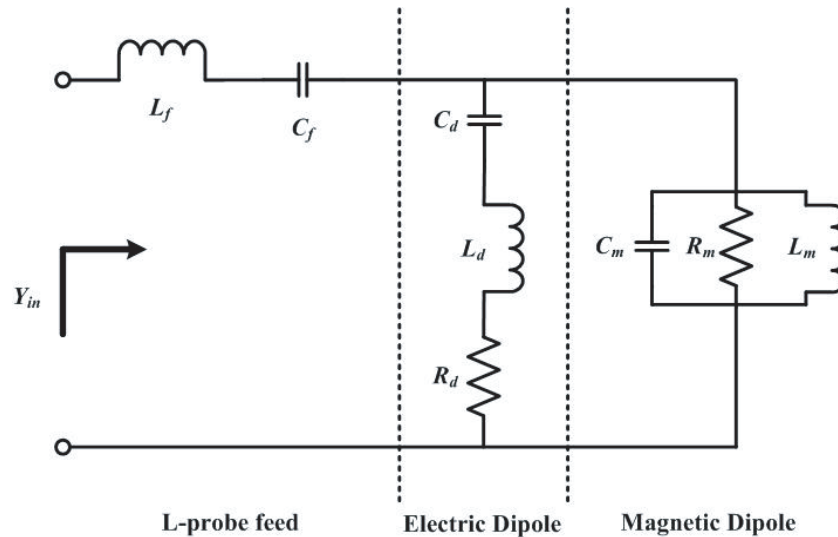 L_f
C_f
C_d
L_d
C_m
R_m
L_m
Y_in
R_d
L-probe feed
Electric Dipole
Magnetic Dipole